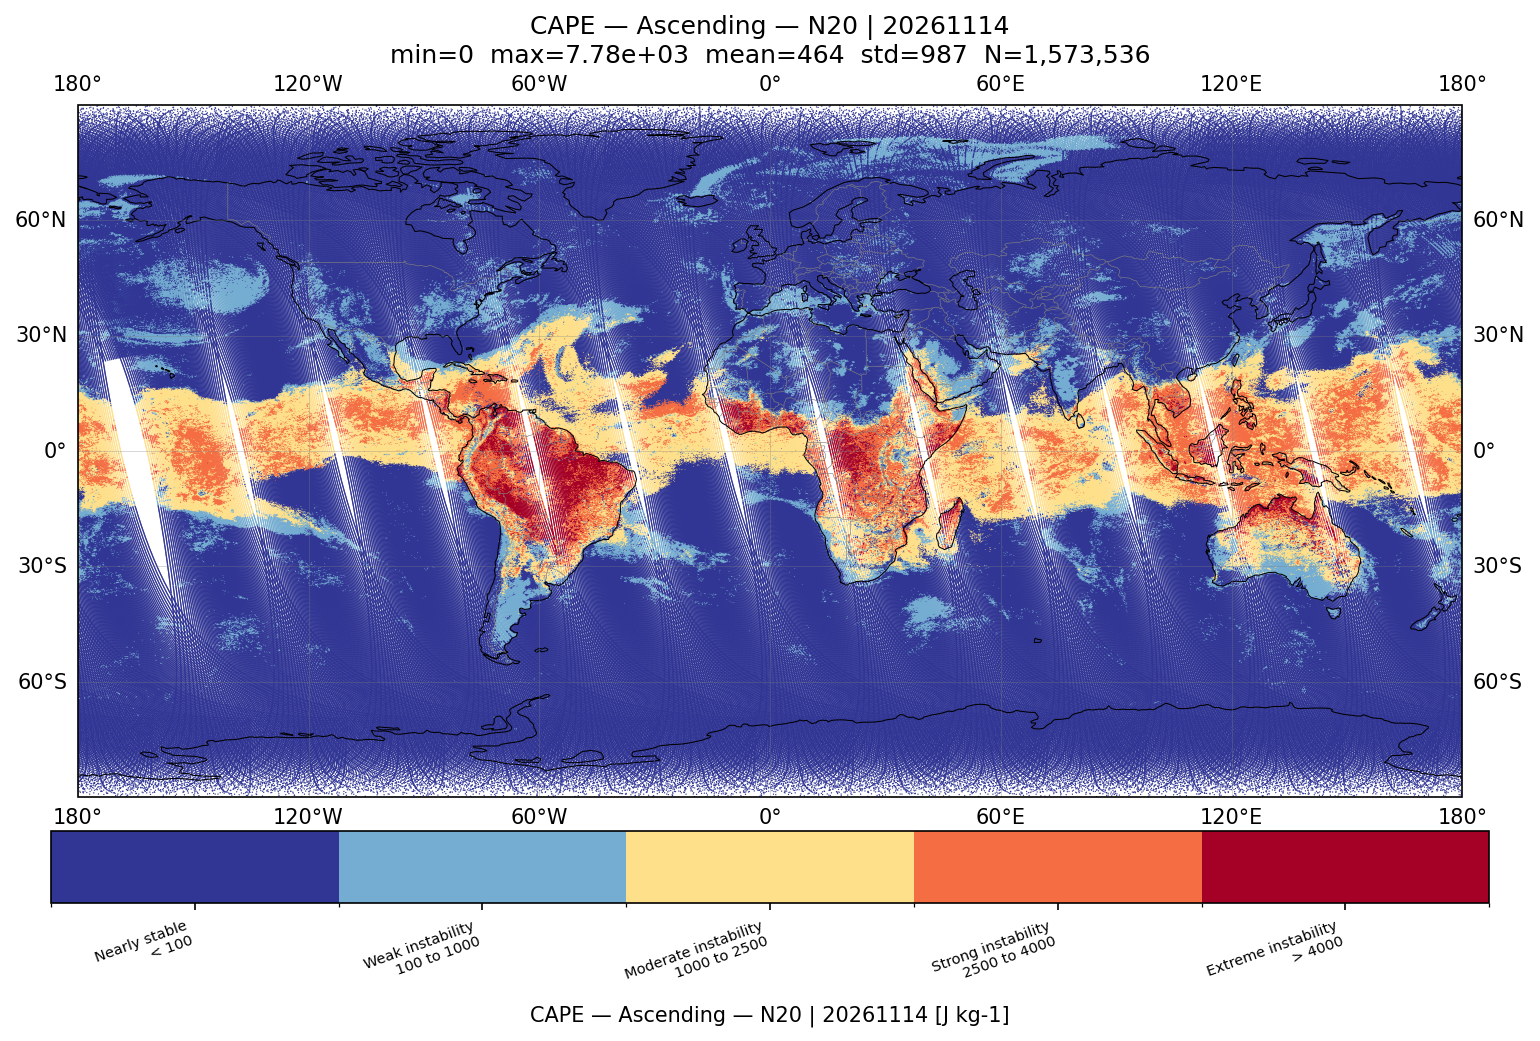 CAPE — Ascending — N20 | 20261114
min=0  max=7.78e+03  mean=464  std=987  N=1,573,536
180° 120°W 60°W 0° 60°E 120°E 180°
60°N 60°N
30°N 30°N
0° 0°
30°S 30°S
60°S 60°S
180° 120°W 60°W 0° 60°E 120°E 180°
Nearly stable
< 100
Weak instability
100 to 1000
Moderate instability
1000 to 2500
Strong instability
2500 to 4000
Extreme instability
> 4000
CAPE — Ascending — N20 | 20261114 [J kg-1]